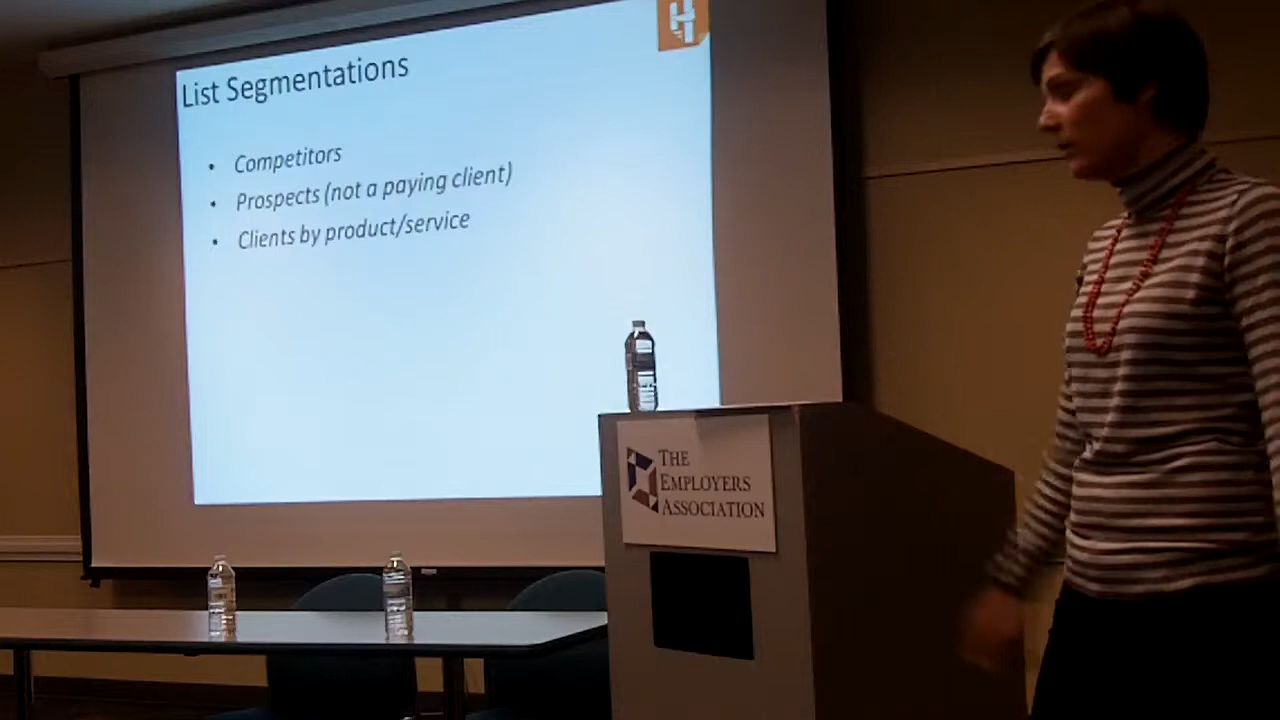 List Segmentations
• Competitors
• Prospects (not a paying client)
• Clients by product/service
THE
EMPLOYERS
ASSOCIATION